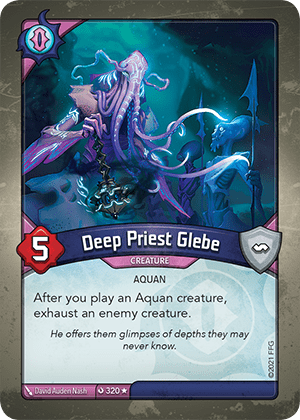 Deep Priest Glebe
5
CREATURE
AQUAN
After you play an Aquan creature,
exhaust an enemy creature.
He offers them glimpses of depths they may
never know.
David Auden Nash
320
©2021 FFG